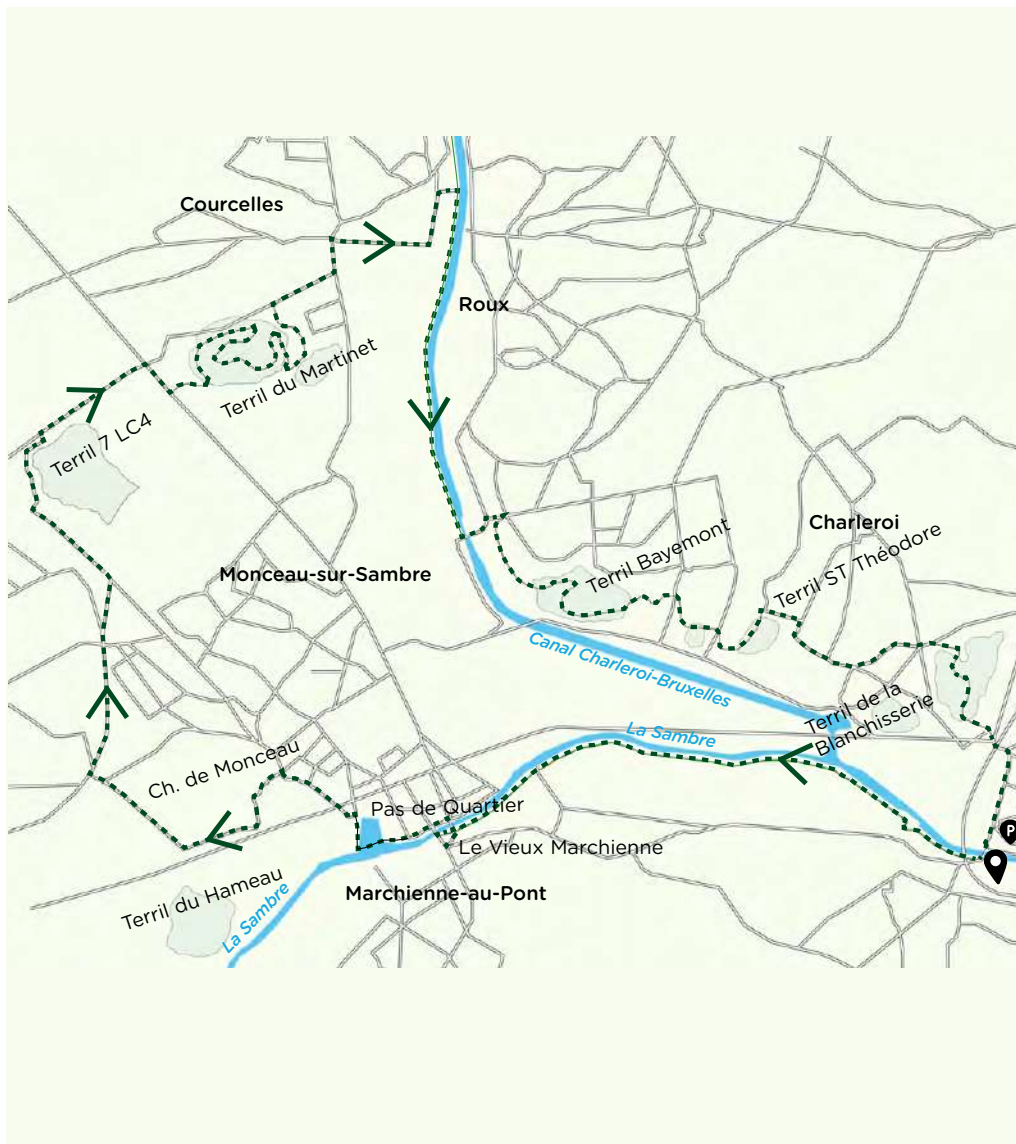 Courcelles
Roux
Terril du Martinet
Terril 7 LC4
Charleroi
Terril Bayemont
Terril ST Théodore
Monceau-sur-Sambre
Canal Charleroi-Bruxelles
Terril de la
Blanchisserie
La Sambre
Ch. de Monceau
Pas de Quartier
P
Le Vieux Marchienne
Terril du Hameau
Marchienne-au-Pont
La Sambre